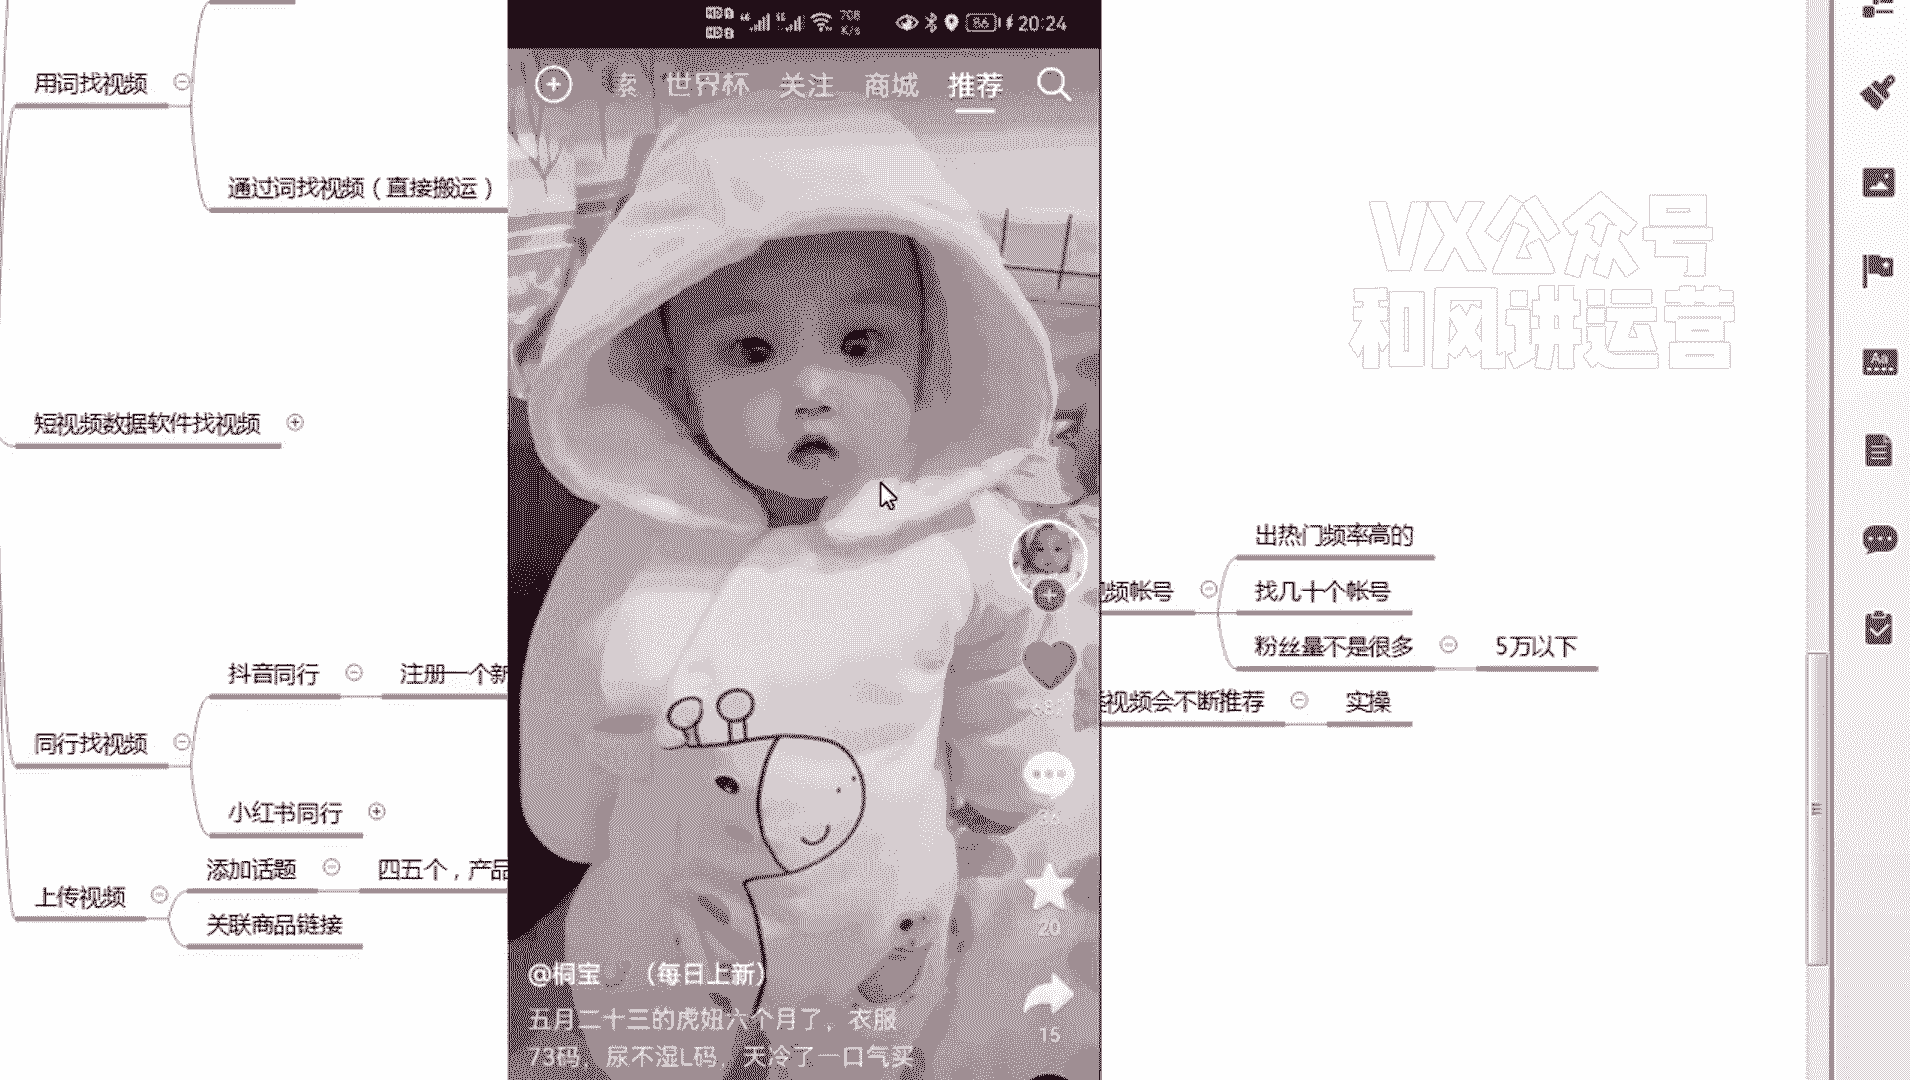 用词找视频
通过词找视频（直接搬运）
短视频数据软件找视频
同行找视频
抖音同行
注册一个新
小红书同行
上传视频
添加话题
四五个，产品
关联商品链接
708
K/s
86
20:24
世界杯
关注
商城
推荐
20
15
@桐宝 （每日上新）
五月二十三的虎妞六个月了，衣服
73码，尿不湿L码，天冷了一口气买
VX公众号
和风讲运营
视频帐号
出热门频率高的
找几十个帐号
粉丝量不是很多
5万以下
视频会不断推荐
实操